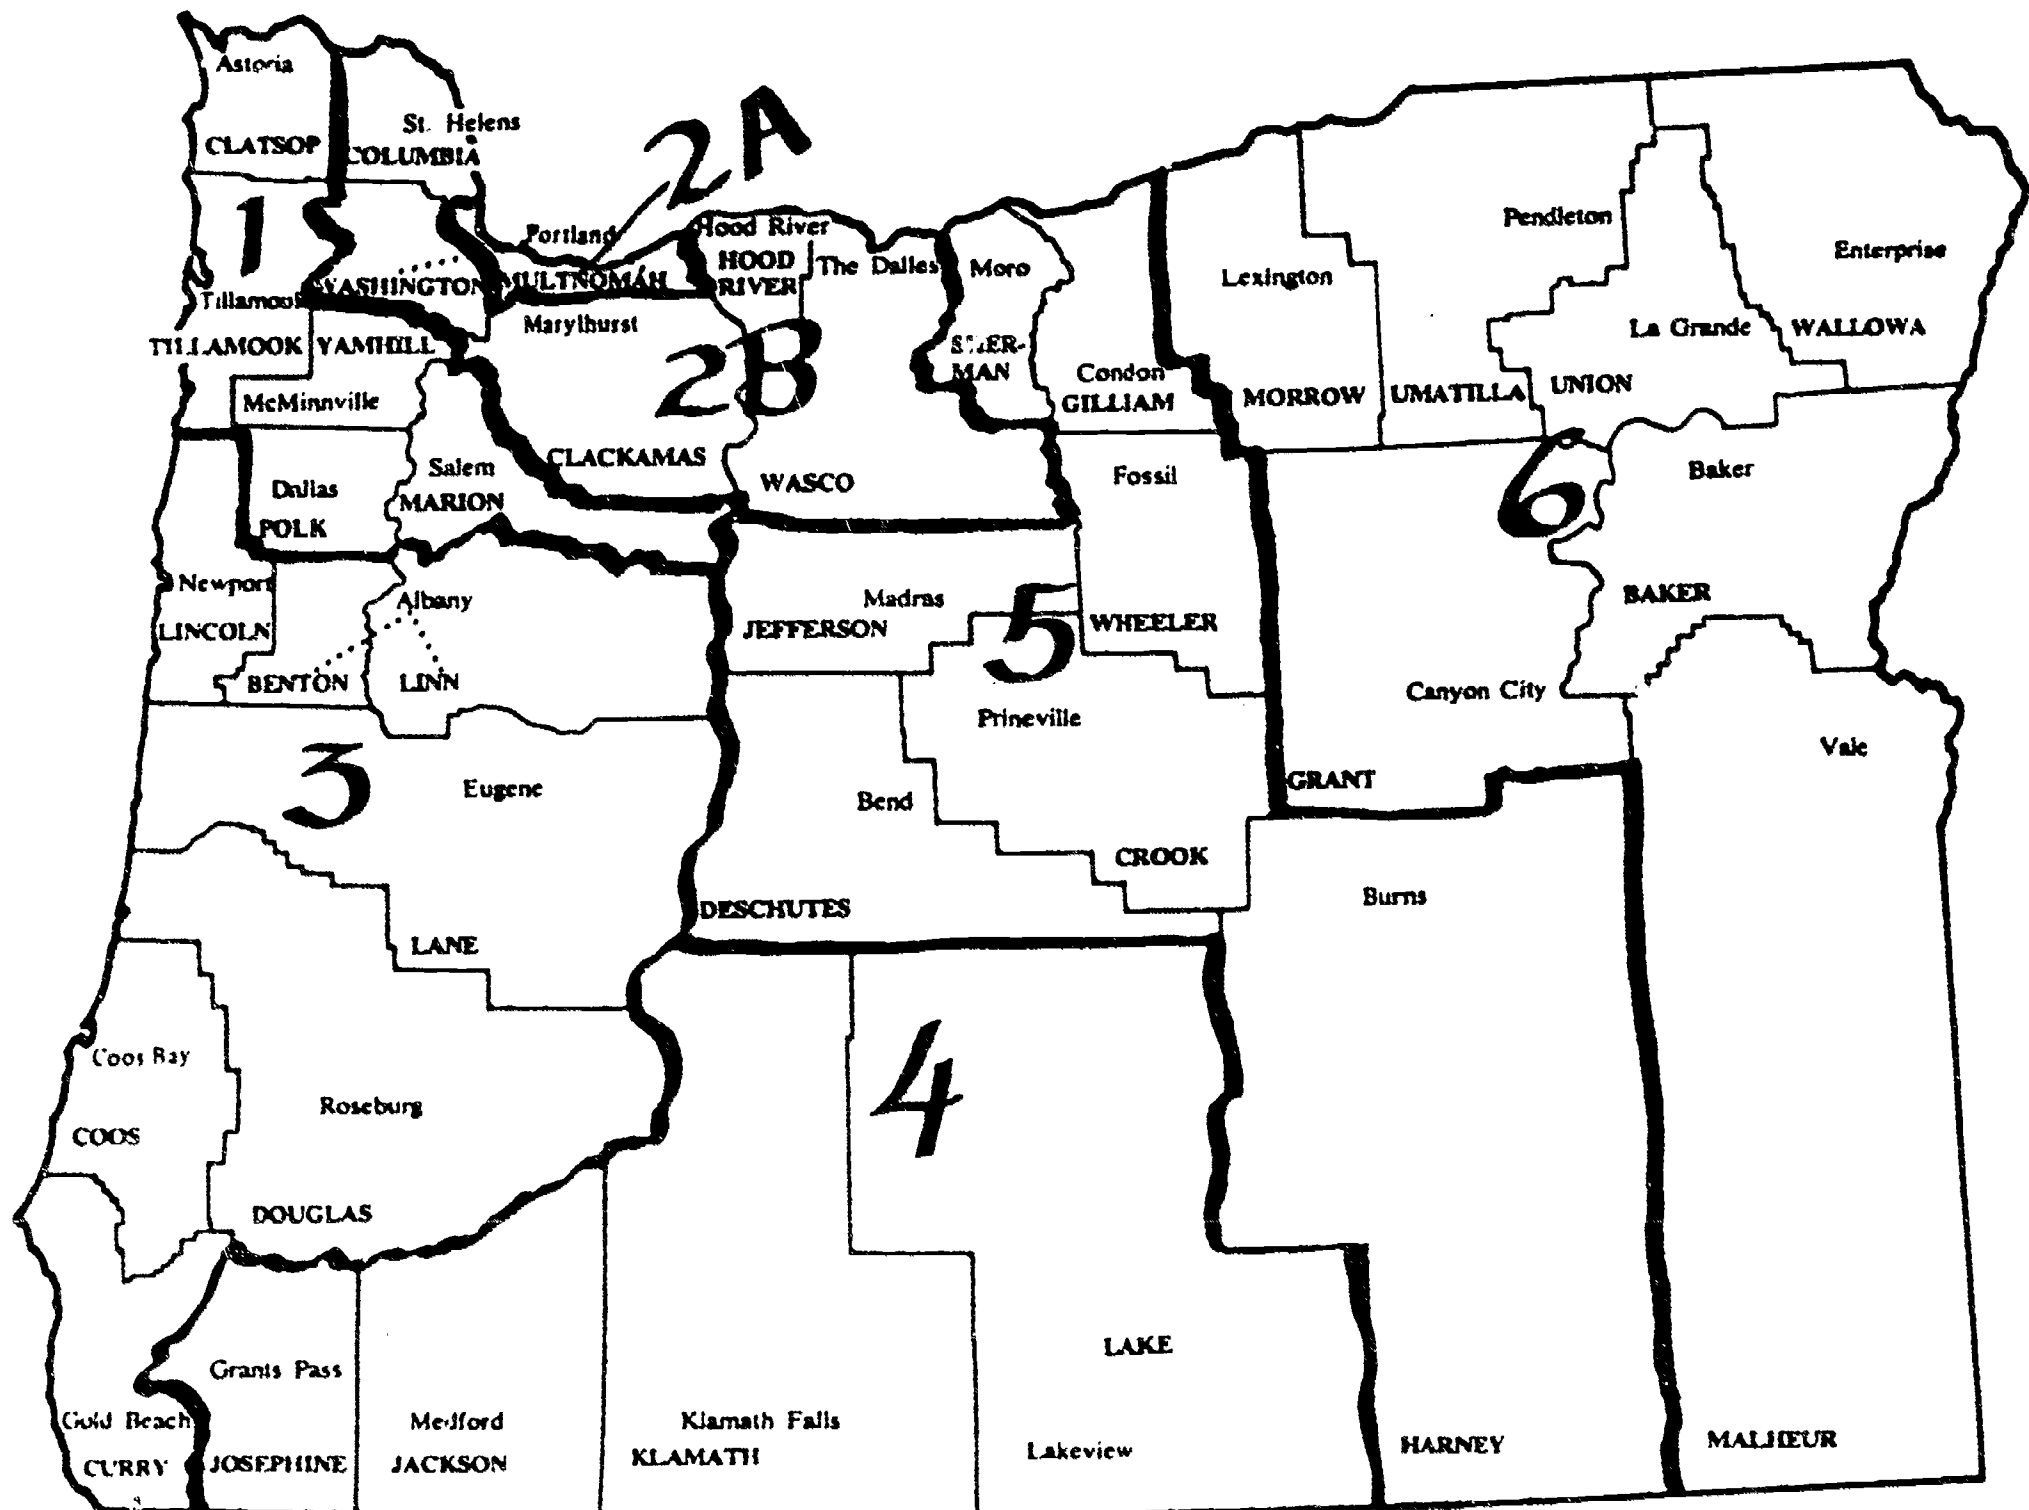 Astoria
St. Helens
CLATSOP
COLUMBIA
2A
1
Portland
Hood River
Pendleton
Enterprise
HOOD
RIVER
The Dalles
Moro
Lexington
WASHINGTON
MULTNOMAH
Tillamook
Marylhurst
La Grande
WALLOWA
TILLAMOOK
YAMHILL
2B
SHER-
MAN
Condon
GILLIAM
MORROW
UMATILLA
UNION
McMinnville
CLACKAMAS
Salem
MARION
WASCO
Fossil
Baker
6
Dallas
POLK
Newport
Albany
Madras
5
BAKER
LINCOLN
JEFFERSON
WHEELER
BENTON
LINN
Canyon City
Prineville
Vale
3
Eugene
Bend
GRANT
CROOK
Burns
DESCHUTES
LANE
Coos Bay
4
Roseburg
COOS
DOUGLAS
LAKE
Grants Pass
Gold Beach
Medford
Klamath Falls
CURRY
JOSEPHINE
JACKSON
KLAMATH
Lakeview
HARNEY
MALHEUR